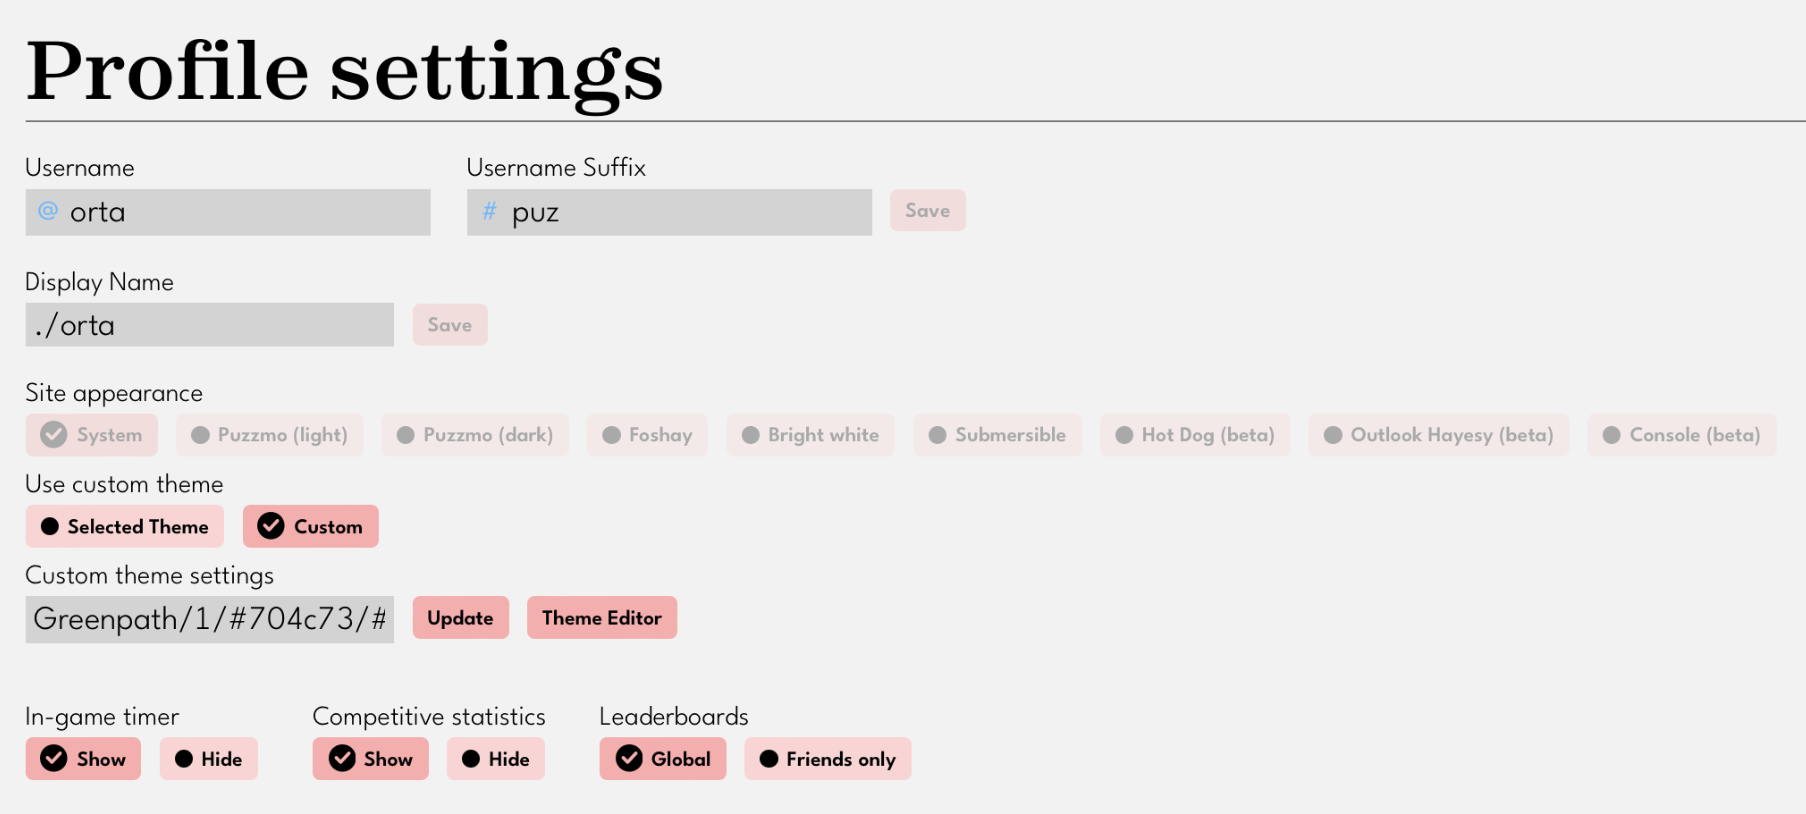 Profile settings
Username
Username Suffix
@ orta
# puz
Save
Display Name
./orta
Save
Site appearance
System
Puzzmo (light)
Puzzmo (dark)
Foshay
Bright white
Submersible
Hot Dog (beta)
Outlook Hayesy (beta)
Console (beta)
Use custom theme
Selected Theme
Custom
Custom theme settings
Greenpath/1/#704c73/#
Update
Theme Editor
In-game timer
Show
Hide
Competitive statistics
Show
Hide
Leaderboards
Global
Friends only